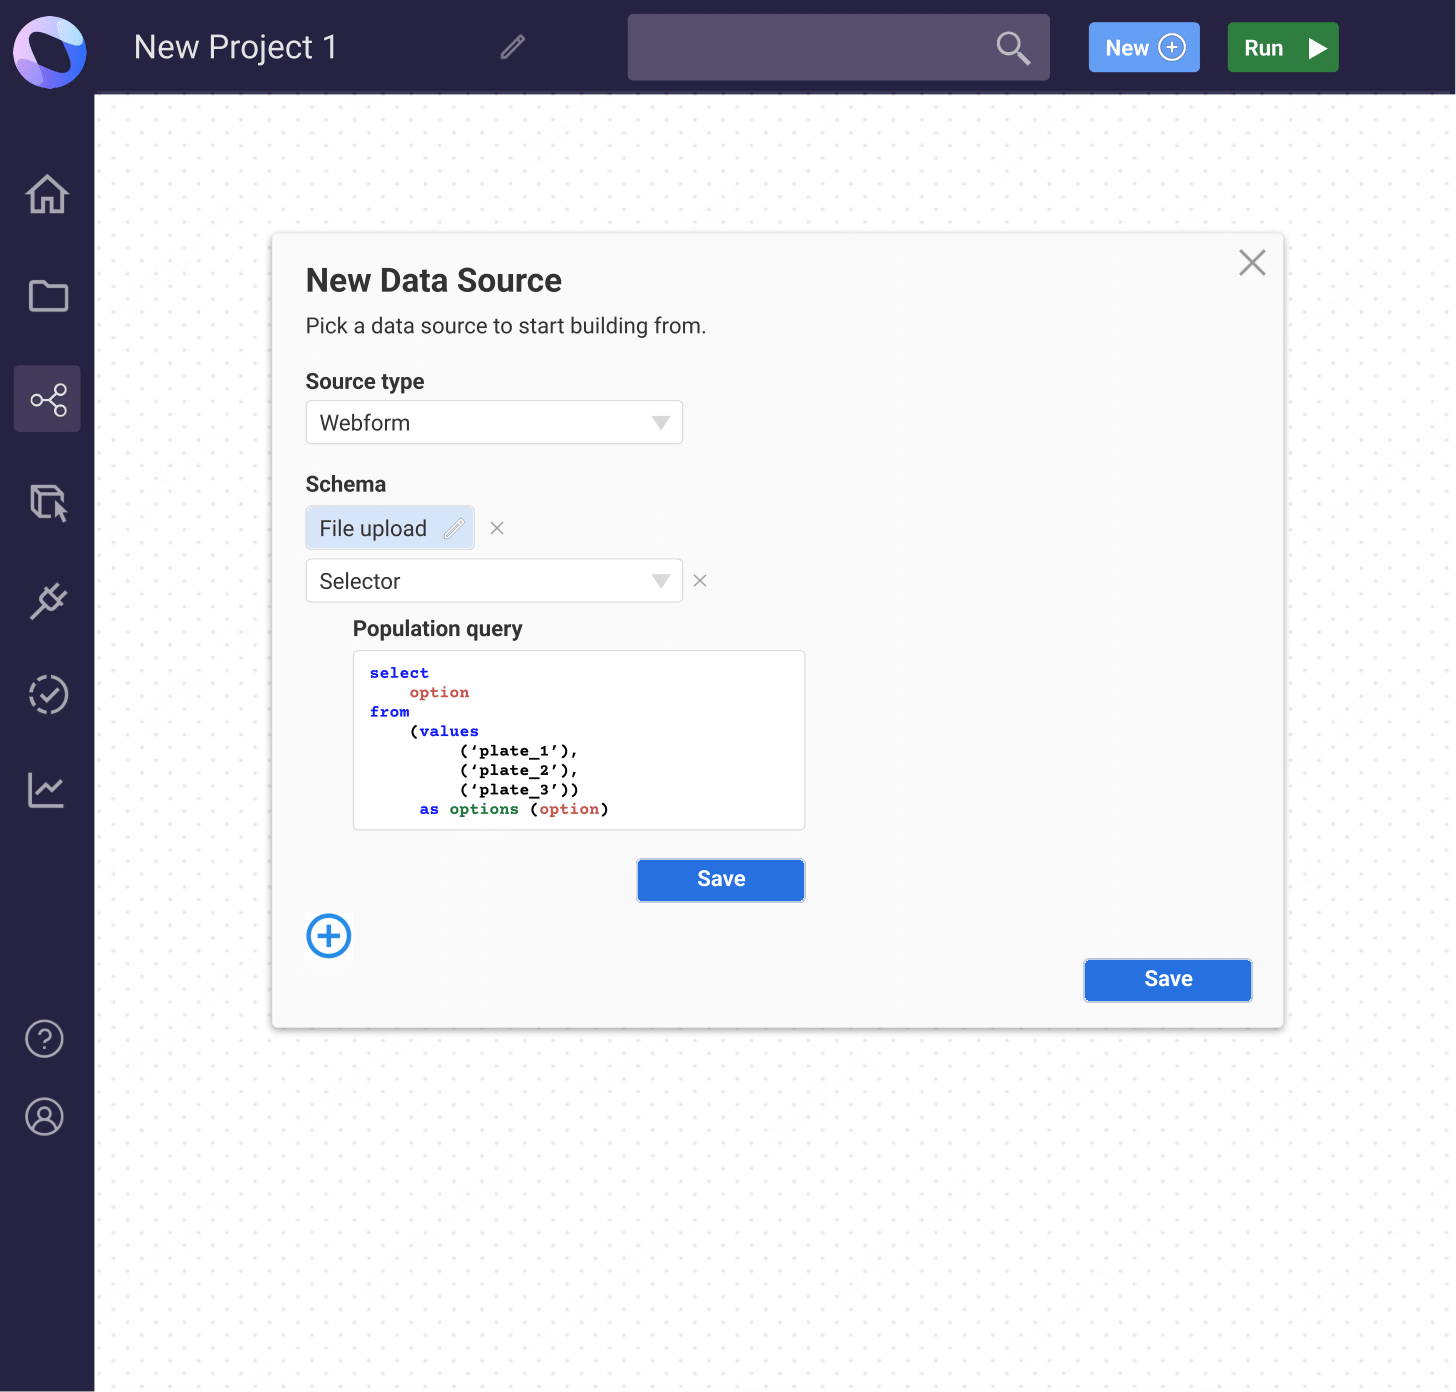 New Project 1
New
Run
New Data Source
Pick a data source to start building from.
Source type
Webform
Schema
File upload
Selector
Population query
select
    option
from
    (values
         (‘plate_1’),
         (‘plate_2’),
         (‘plate_3’))
     as options (option)
Save
Save